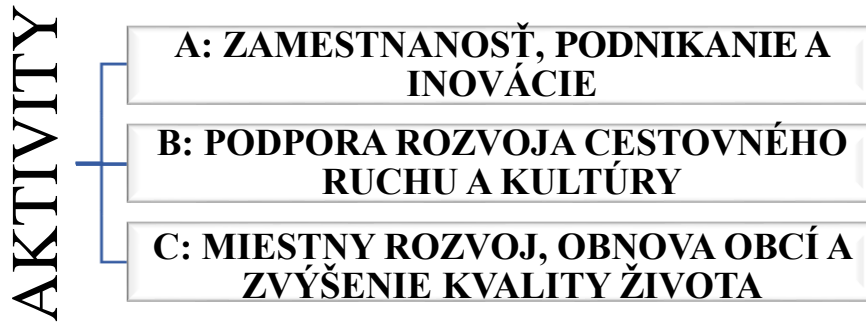 AKTIVITY
A: ZAMESTNANOSŤ, PODNIKANIE A
INOVÁCIE
B: PODPORA ROZVOJA CESTOVNÉHO
RUCHU A KULTÚRY
C: MIESTNY ROZVOJ, OBNOVA OBCÍ A
ZVÝŠENIE KVALITY ŽIVOTA